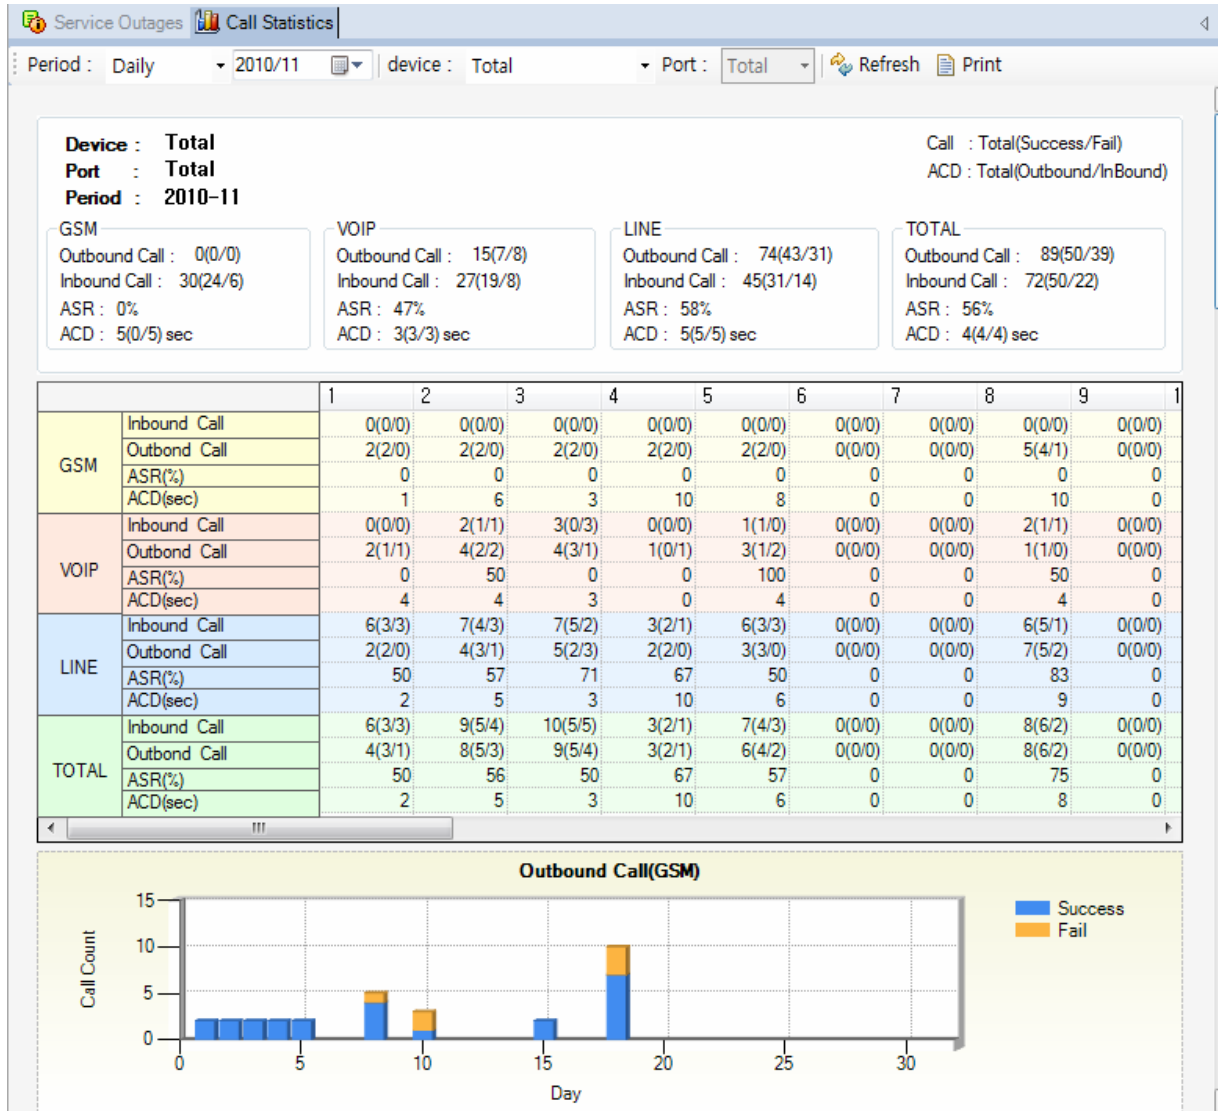 Service Outages Call Statistics
Period : Daily 2010/11 device : Total Port : Total Refresh Print
Device : Total
Port : Total
Period : 2010-11
Call : Total(Success/Fail)
ACD : Total(Outbound/InBound)
GSM
Outbound Call : 0(0/0)
Inbound Call : 30(24/6)
ASR : 0%
ACD : 5(0/5) sec
VOIP
Outbound Call : 15(7/8)
Inbound Call : 27(19/8)
ASR : 47%
ACD : 3(3/3) sec
LINE
Outbound Call : 74(43/31)
Inbound Call : 45(31/14)
ASR : 58%
ACD : 5(5/5) sec
TOTAL
Outbound Call : 89(50/39)
Inbound Call : 72(50/22)
ASR : 56%
ACD : 4(4/4) sec
1 2 3 4 5 6 7 8 9 1
GSM
Inbound Call 0(0/0) 0(0/0) 0(0/0) 0(0/0) 0(0/0) 0(0/0) 0(0/0) 0(0/0) 0(0/0)
Outbond Call 2(2/0) 2(2/0) 2(2/0) 2(2/0) 2(2/0) 0(0/0) 0(0/0) 5(4/1) 0(0/0)
ASR(%) 0 0 0 0 0 0 0 0 0
ACD(sec) 1 6 3 10 8 0 0 10 0
VOIP
Inbound Call 0(0/0) 2(1/1) 3(0/3) 0(0/0) 1(1/0) 0(0/0) 0(0/0) 2(1/1) 0(0/0)
Outbond Call 2(1/1) 4(2/2) 4(3/1) 1(0/1) 3(1/2) 0(0/0) 0(0/0) 1(1/0) 0(0/0)
ASR(%) 0 50 0 0 100 0 0 50 0
ACD(sec) 4 4 3 0 4 0 0 4 0
LINE
Inbound Call 6(3/3) 7(4/3) 7(5/2) 3(2/1) 6(3/3) 0(0/0) 0(0/0) 6(5/1) 0(0/0)
Outbond Call 2(2/0) 4(3/1) 5(2/3) 2(2/0) 3(3/0) 0(0/0) 0(0/0) 7(5/2) 0(0/0)
ASR(%) 50 57 71 67 50 0 0 83 0
ACD(sec) 2 5 3 10 6 0 0 9 0
TOTAL
Inbound Call 6(3/3) 9(5/4) 10(5/5) 3(2/1) 7(4/3) 0(0/0) 0(0/0) 8(6/2) 0(0/0)
Outbond Call 4(3/1) 8(5/3) 9(5/4) 3(2/1) 6(4/2) 0(0/0) 0(0/0) 8(6/2) 0(0/0)
ASR(%) 50 56 50 67 57 0 0 75 0
ACD(sec) 2 5 3 10 6 0 0 8 0
Outbound Call(GSM)
15
10
5
0
Call Count
0 5 10 15 20 25 30
Day
Success
Fail